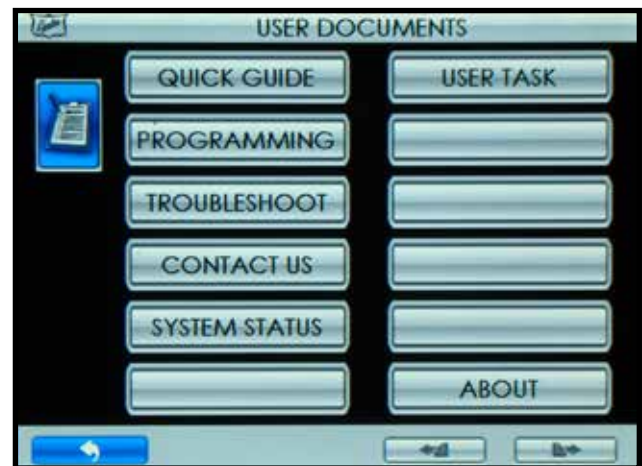 USER DOCUMENTS
QUICK GUIDE
USER TASK
PROGRAMMING
TROUBLESHOOT
CONTACT US
SYSTEM STATUS
ABOUT